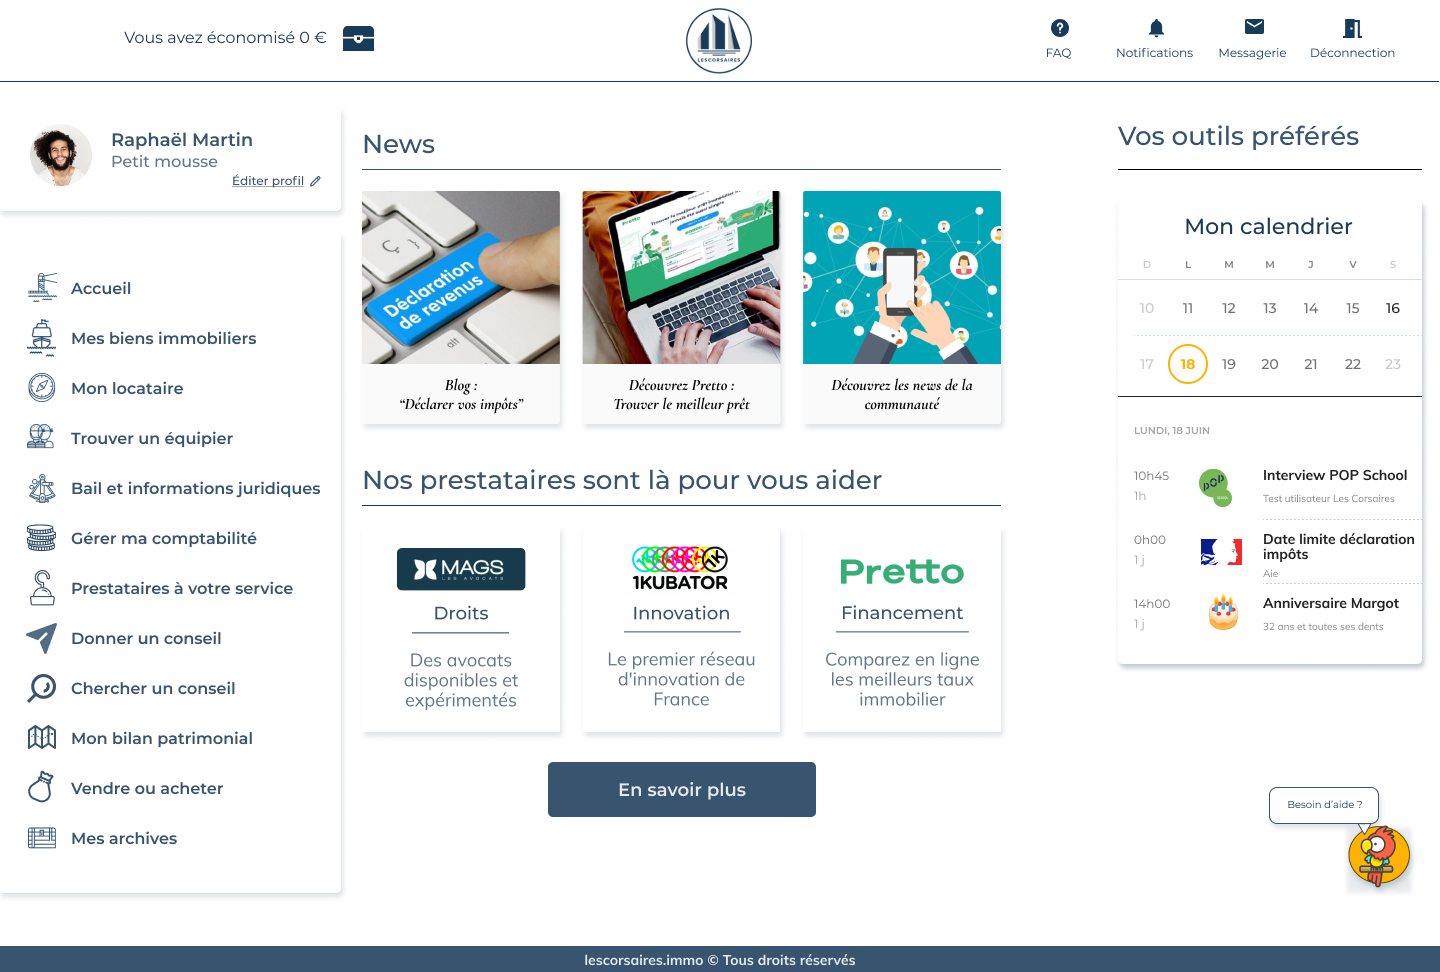 Vous avez économisé 0 €
LESCORSAIRES
FAQ
Notifications
Messagerie
Déconnection
Raphaël Martin
Petit mousse
Éditer profil
Accueil
Mes biens immobiliers
Mon locataire
Trouver un équipier
Bail et informations juridiques
Gérer ma comptabilité
Prestataires à votre service
Donner un conseil
Chercher un conseil
Mon bilan patrimonial
Vendre ou acheter
Mes archives
News
Déclaration
de revenus
alt
Blog :
“Déclarer vos impôts”
Pretto
Découvrez Pretto :
Trouver le meilleur prêt
Découvrez les news de la
communauté
Nos prestataires sont là pour vous aider
MAGS
LES AVOCATS
Droits
Des avocats
disponibles et
expérimentés
1KUBATOR
Innovation
Le premier réseau
d'innovation de
France
Pretto
Financement
Comparez en ligne
les meilleurs taux
immobilier
En savoir plus
Vos outils préférés
Mon calendrier
D L M M J V S
10 11 12 13 14 15 16
17 18 19 20 21 22 23
LUNDI, 18 JUIN
10h45
1h
POP
Interview POP School
Test utilisateur Les Corsaires
0h00
1 j
Date limite déclaration
impôts
Aie
14h00
1 j
Anniversaire Margot
32 ans et toutes ses dents
Besoin d'aide ?
lescorsaires.immo © Tous droits réservés